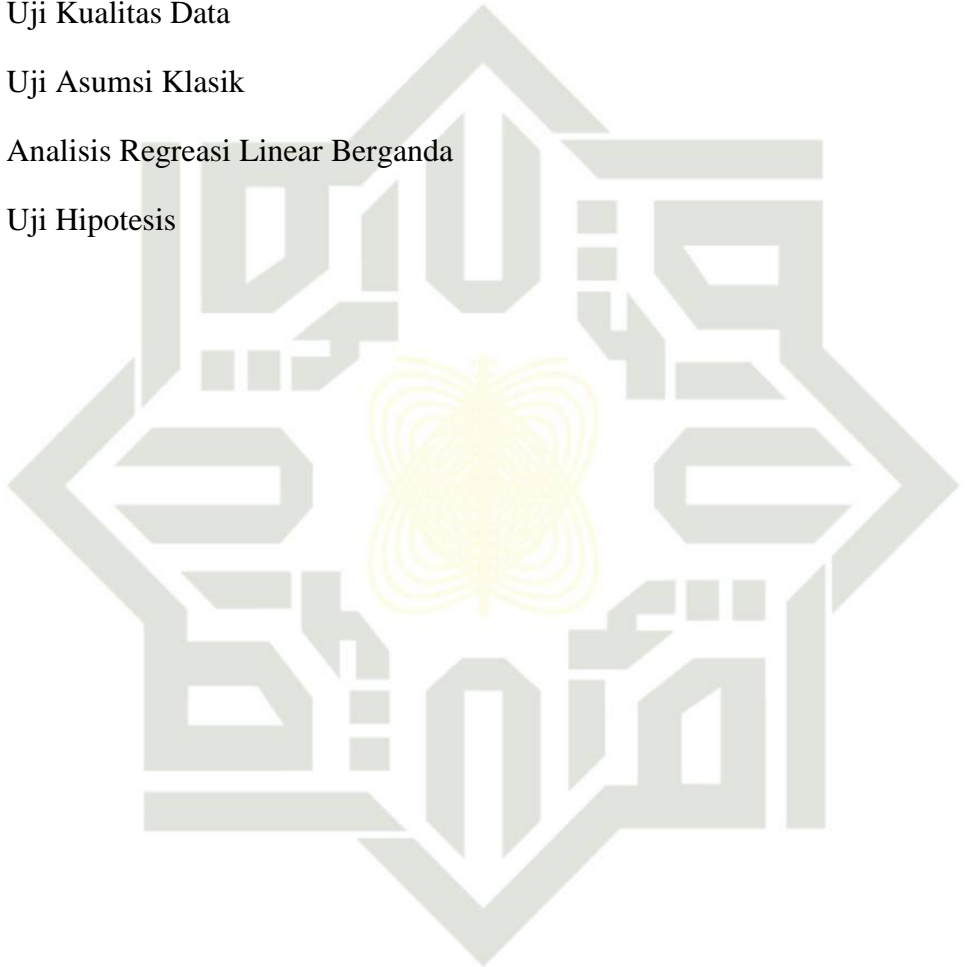 Uji Kualitas Data
Uji Asumsi Klasik
Analisis Regreasi Linear Berganda
Uji Hipotesis